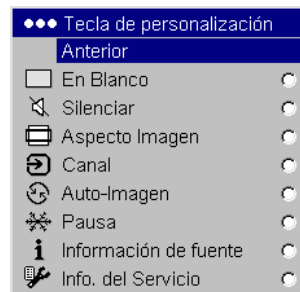 Tecla de personalización
Anterior
En Blanco
Silenciar
Aspecto Imagen
Canal
Auto-Imagen
Pausa
Información de fuente
Info. del Servicio